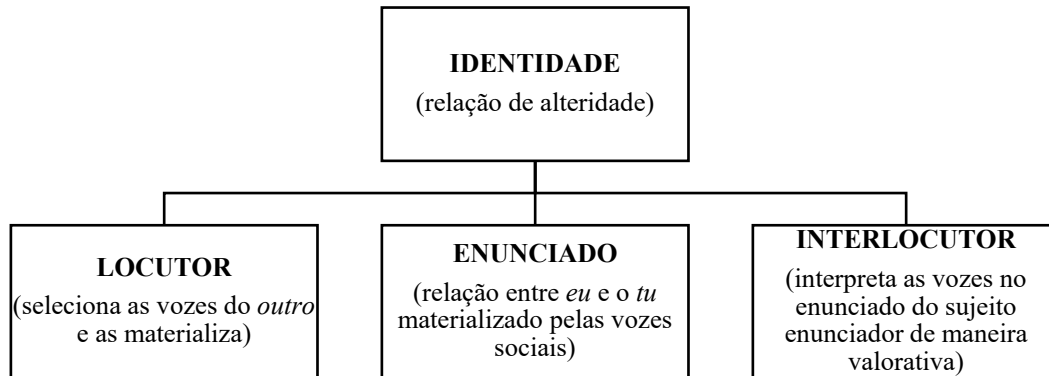 IDENTIDADE
(relação de alteridade)
LOCUTOR
(seleciona as vozes do outro
e as materializa)
ENUNCIADO
(relação entre eu e o tu
materializado pelas vozes
sociais)
INTERLOCUTOR
(interpreta as vozes no
enunciado do sujeito
enunciador de maneira
valorativa)